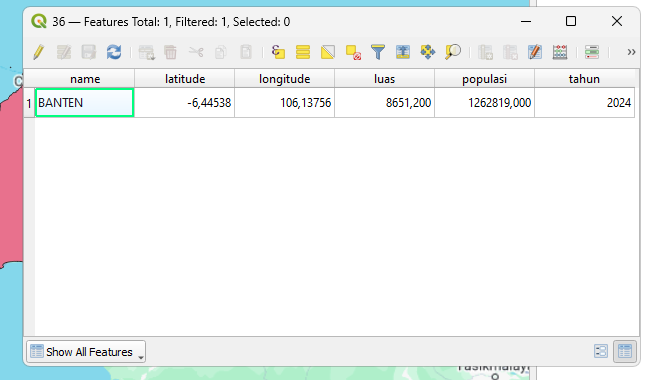 36 — Features Total: 1, Filtered: 1, Selected: 0
name latitude longitude luas populasi tahun
1 BANTEN -6,44538 106,13756 8651,200 1262819,000 2024
Show All Features